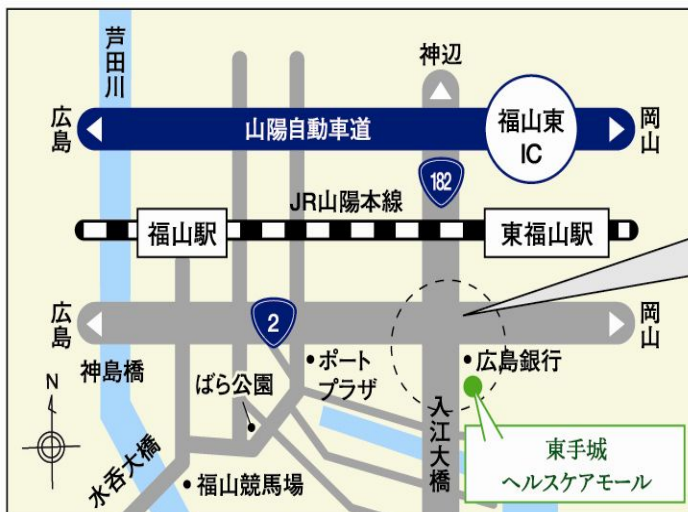 芦田川
神辺
広島
山陽自動車道
福山東
IC
岡山
182
JR山陽本線
福山駅
東福山駅
広島
2
岡山
神島橋
ばら公園
ポート
プラザ
広島銀行
N
入江大橋
水呑大橋
福山競馬場
東手城
ヘルスケアモール